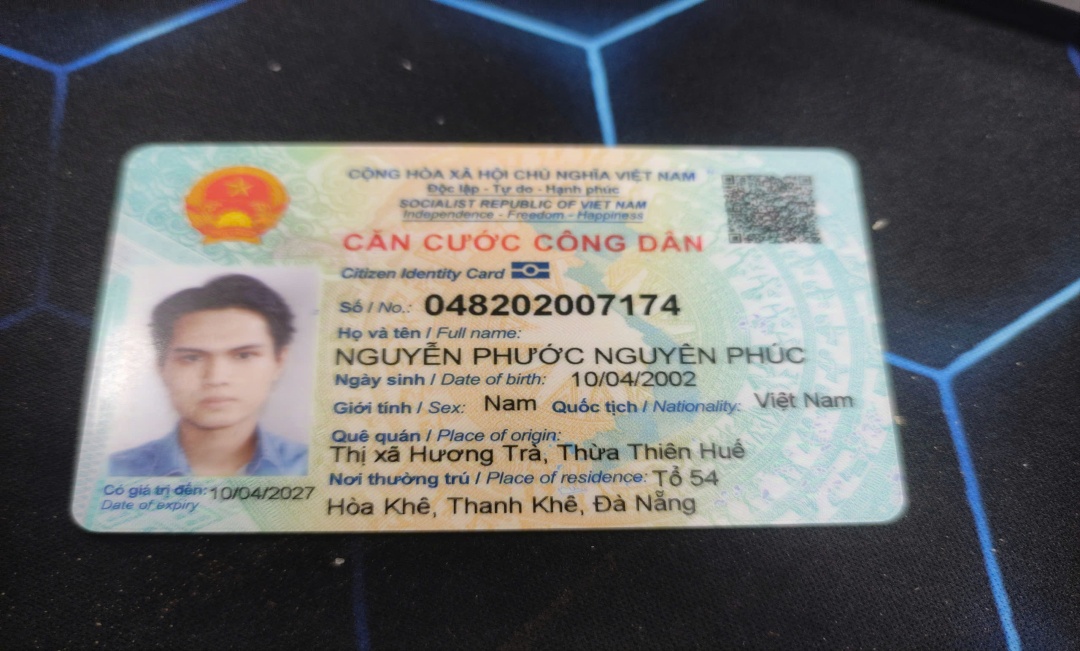 CỘNG HÒA XÃ HỘI CHỦ NGHĨA VIỆT NAM
Độc lập - Tự do - Hạnh phúc
SOCIALIST REPUBLIC OF VIET NAM
Independence - Freedom - Happiness
CĂN CƯỚC CÔNG DÂN
Citizen Identity Card
Số / No.: 048202007174
Họ và tên / Full name:
NGUYỄN PHƯỚC NGUYÊN PHÚC
Ngày sinh / Date of birth: 10/04/2002
Giới tính / Sex: Nam Quốc tịch / Nationality: Việt Nam
Quê quán / Place of origin:
Thị xã Hương Trà, Thừa Thiên Huế
Nơi thường trú / Place of residence: Tổ 54
Hòa Khê, Thanh Khê, Đà Nẵng
Có giá trị đến: 10/04/2027
Date of expiry